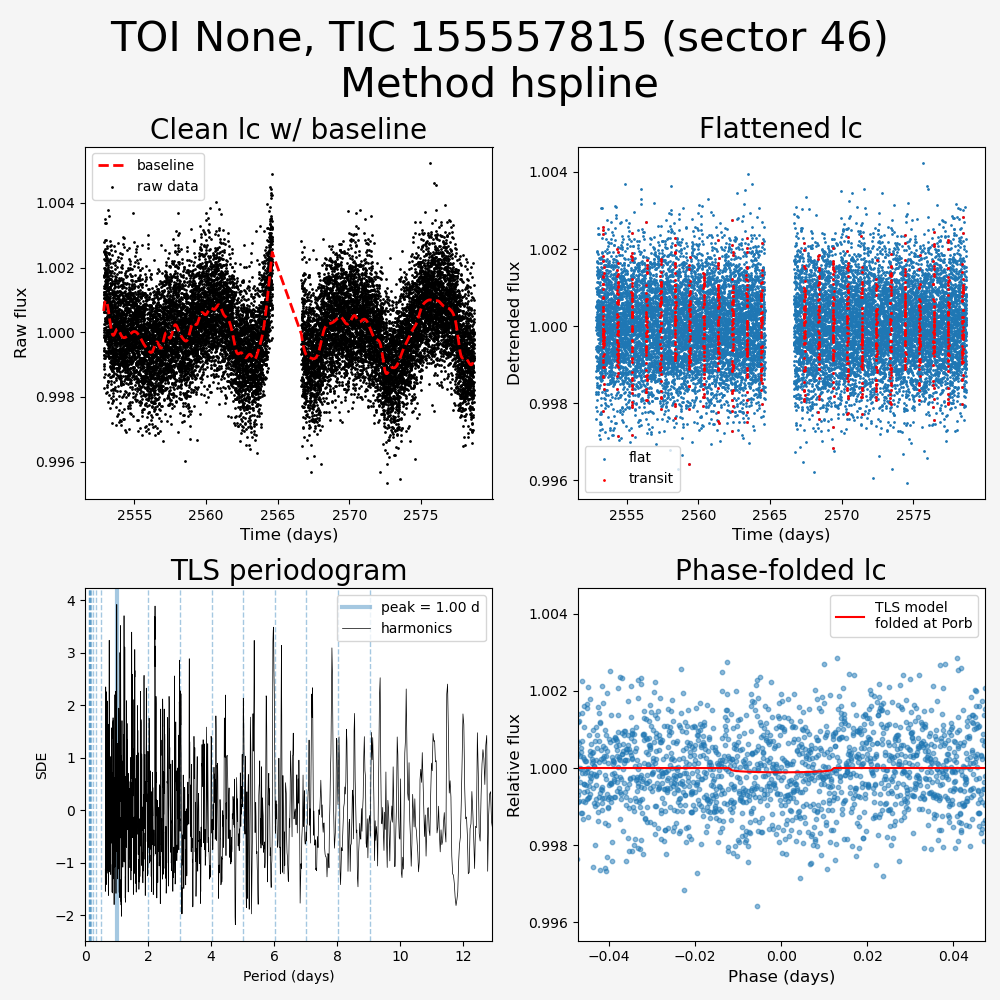 TOI None, TIC 155557815 (sector 46)
Method hspline
Clean lc w/ baseline
baseline
raw data
Raw flux
1.004
1.002
1.000
0.998
0.996
2555 2560 2565 2570 2575
Time (days)
Flattened lc
flat
transit
Detrended flux
1.004
1.002
1.000
0.998
0.996
2555 2560 2565 2570 2575
Time (days)
TLS periodogram
peak = 1.00 d
harmonics
SDE
4
3
2
1
0
−1
−2
0 2 4 6 8 10 12
Period (days)
Phase-folded lc
TLS model
folded at Porb
Relative flux
1.004
1.002
1.000
0.998
0.996
−0.04 −0.02 0.00 0.02 0.04
Phase (days)